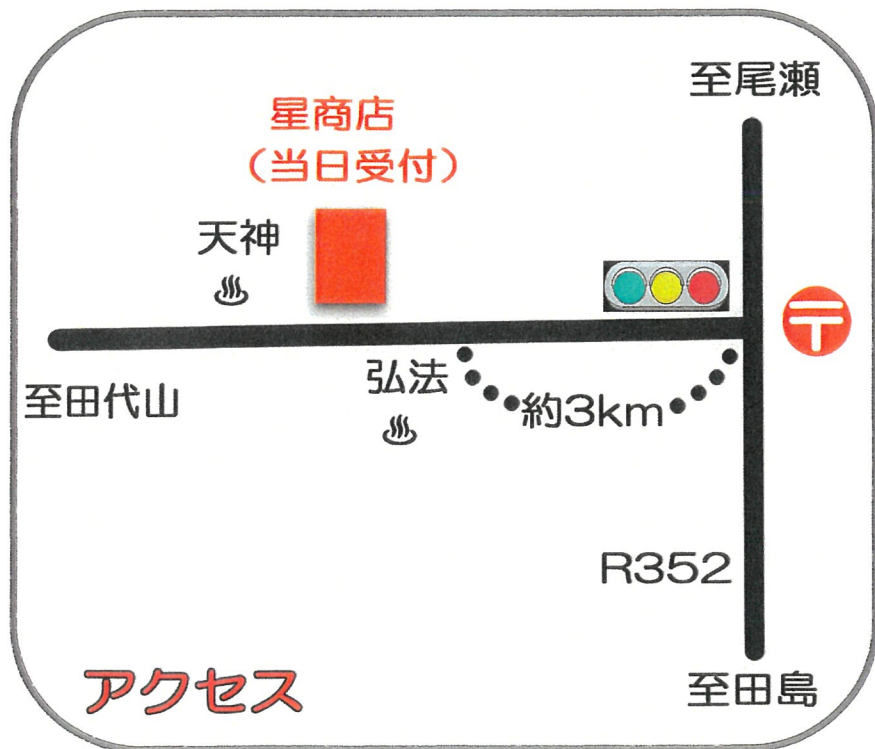 至尾瀬
星商店
（当日受付）
天神
弘法
至田代山
約3km
R352
至田島
アクセス